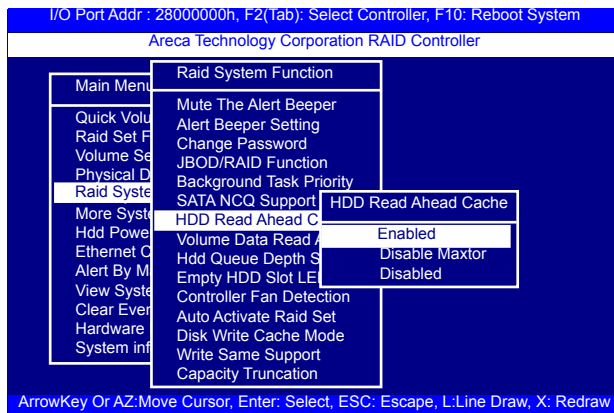 I/O Port Addr : 28000000h, F2(Tab): Select Controller, F10: Reboot System
Areca Technology Corporation RAID Controller
Main Menu
Quick Volu
Raid Set F
Volume Se
Physical D
Raid Syste
More Syste
Hdd Powe
Ethernet C
Alert By M
View Syste
Clear Even
Hardware
System inf
Raid System Function
Mute The Alert Beeper
Alert Beeper Setting
Change Password
JBOD/RAID Function
Background Task Priority
SATA NCQ Support
HDD Read Ahead C
Volume Data Read A
Hdd Queue Depth S
Empty HDD Slot LE
Controller Fan Detection
Auto Activate Raid Set
Disk Write Cache Mode
Write Same Support
Capacity Truncation
HDD Read Ahead Cache
Enabled
Disable Maxtor
Disabled
ArrowKey Or AZ:Move Cursor, Enter: Select, ESC: Escape, L:Line Draw, X: Redraw